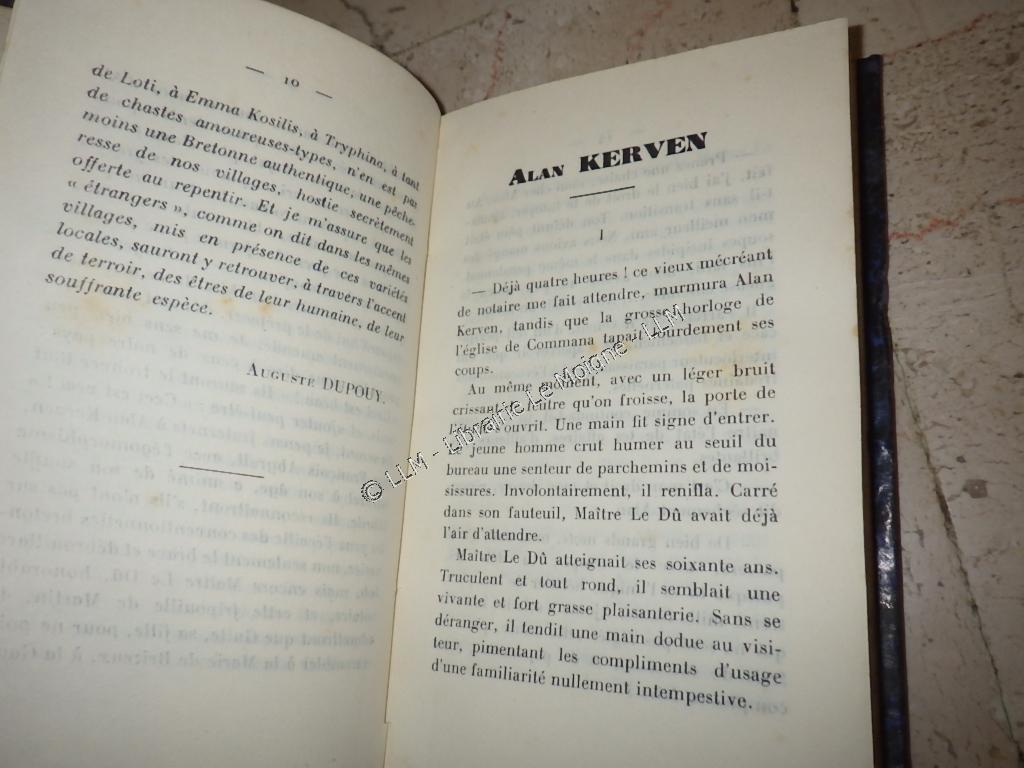 — 10 —
de Loti, à Emma Kosilis, à Tryphina, à tant
de chastes amoureuses-types, n'en est pas
moins une Bretonne authentique, une péche-
resse de nos villages, hostie secrètement
offerte au repentir. Et je m'assure que les
« étrangers », comme on dit dans les mêmes
villages, mis en présence de ces variétés
locales, sauront y retrouver, à travers l'accent
de terroir, des êtres de leur humaine, de leur
souffrante espèce.
Auguste DUPOUY.
ALAN KERVEN
I
— Déjà quatre heures ! ce vieux mécréant
de notaire me fait attendre, murmura Alan
Kerven, tandis que la grosse horloge de
l'église de Commana tapait lourdement ses
coups.
Au même moment, avec un léger bruit
crissant de feutre qu'on froisse, la porte de
l'étude s'ouvrit. Une main fit signe d'entrer.
Le jeune homme crut humer au seuil du
bureau une senteur de parchemins et de moi-
sissures. Involontairement, il renifla. Carré
dans son fauteuil, Maître Le Dû avait déjà
l'air d'attendre.
Maître Le Dû atteignait ses soixante ans.
Truculent et tout rond, il semblait une
vivante et fort grasse plaisanterie. Sans se
déranger, il tendit une main dodue au visi-
teur, pimentant les compliments d'usage
d'une familiarité nullement intempestive.
© LLM - Librairie Le Moigne - LLM